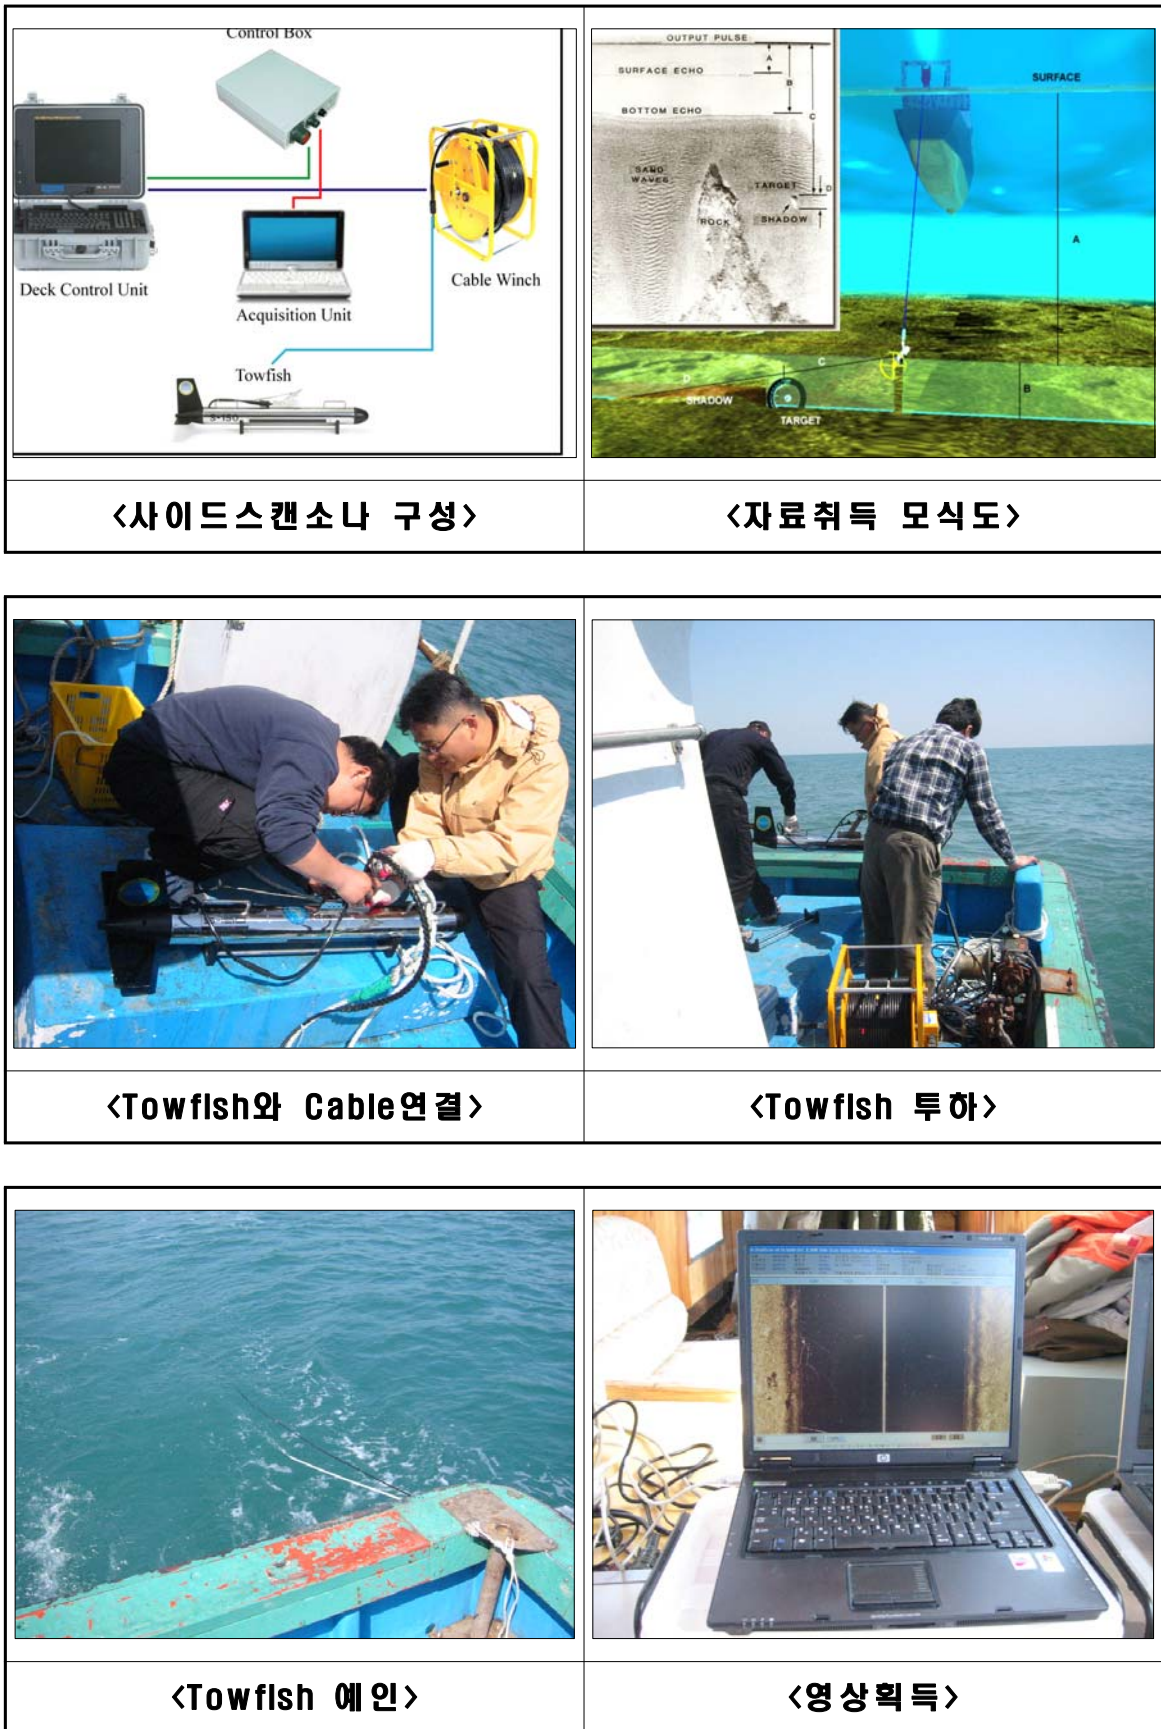 Control Box
Deck Control Unit
Acquisition Unit
Cable Winch
Towfish
S-150
OUTPUT PULSE
A
SURFACE ECHO
B
BOTTOM ECHO
C
SAND
WAVES
TARGET
D
ROCK
SHADOW
SURFACE
A
C
D
B
SHADOW
TARGET
<사이드스캔소나 구성>
<자료취득 모식도>
<Towfish와 Cable연결>
<Towfish 투하>
<Towfish 예인>
<영상획득>